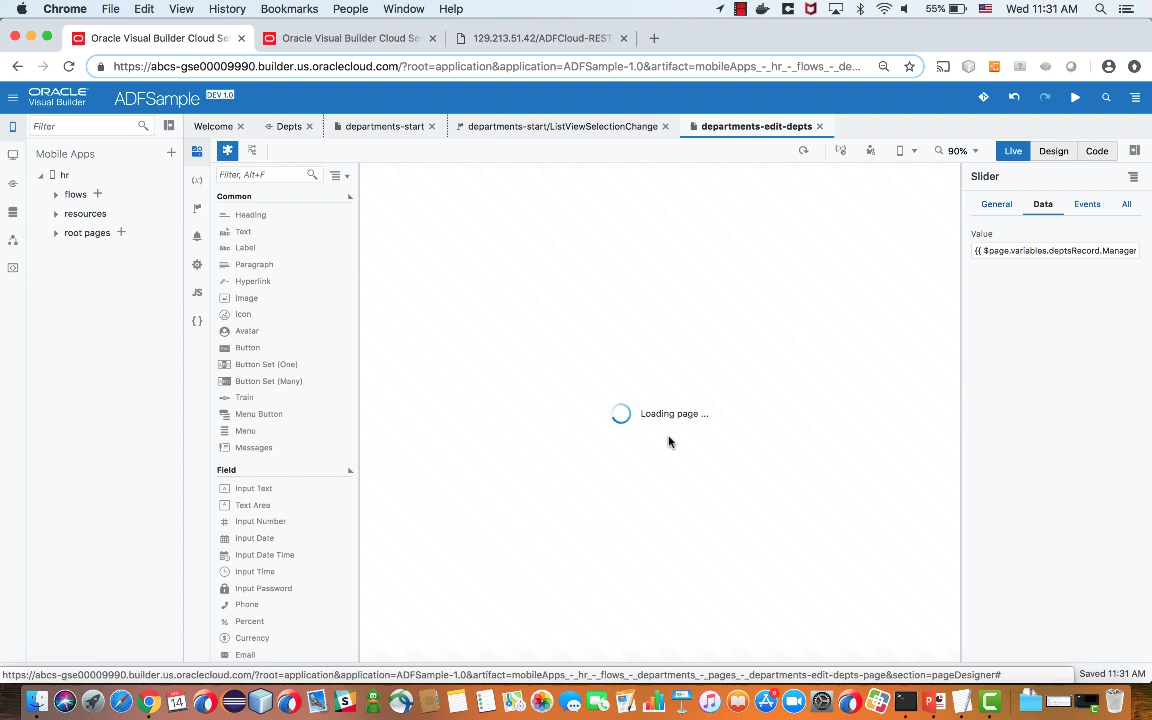 Chrome File Edit View History Bookmarks People Window Help 55% Wed 11:31 AM
Oracle Visual Builder Cloud Se Oracle Visual Builder Cloud Se 129.213.51.42/ADFCloud-REST
https://abcs-gse00009990.builder.us.oraclecloud.com/?root=application&application=ADFSample-1.0&artifact=mobileApps_-_hr_-_flows_-_de...
ORACLE
Visual Builder
ADFSample DEV 1.0
Filter Welcome Depts departments-start departments-start/ListViewSelectionChange departments-edit-depts
Mobile Apps
hr
flows
resources
root pages
90% Live Design Code
Filter, Alt+F
Common
Heading
Abc Text
Abc Label
Paragraph
Hyperlink
Image
Icon
Avatar
Button
Button Set (One)
Button Set (Many)
Train
Menu Button
Menu
Messages
Field
Input Text
Text Area
Input Number
Input Date
Input Date Time
Input Time
Input Password
Phone
Percent
Currency
Email
(x)
JS
{ }
Loading page ...
Slider
General Data Events All
Value
{{ $page.variables.deptsRecord.Manager
https://abcs-gse00009990.builder.us.oraclecloud.com/?root=application&application=ADFSample-1.0&artifact=mobileApps_-_hr_-_flows_-_departments_-_pages_-_departments-edit-depts-page&section=pageDesigner#
Saved 11:31 AM
14